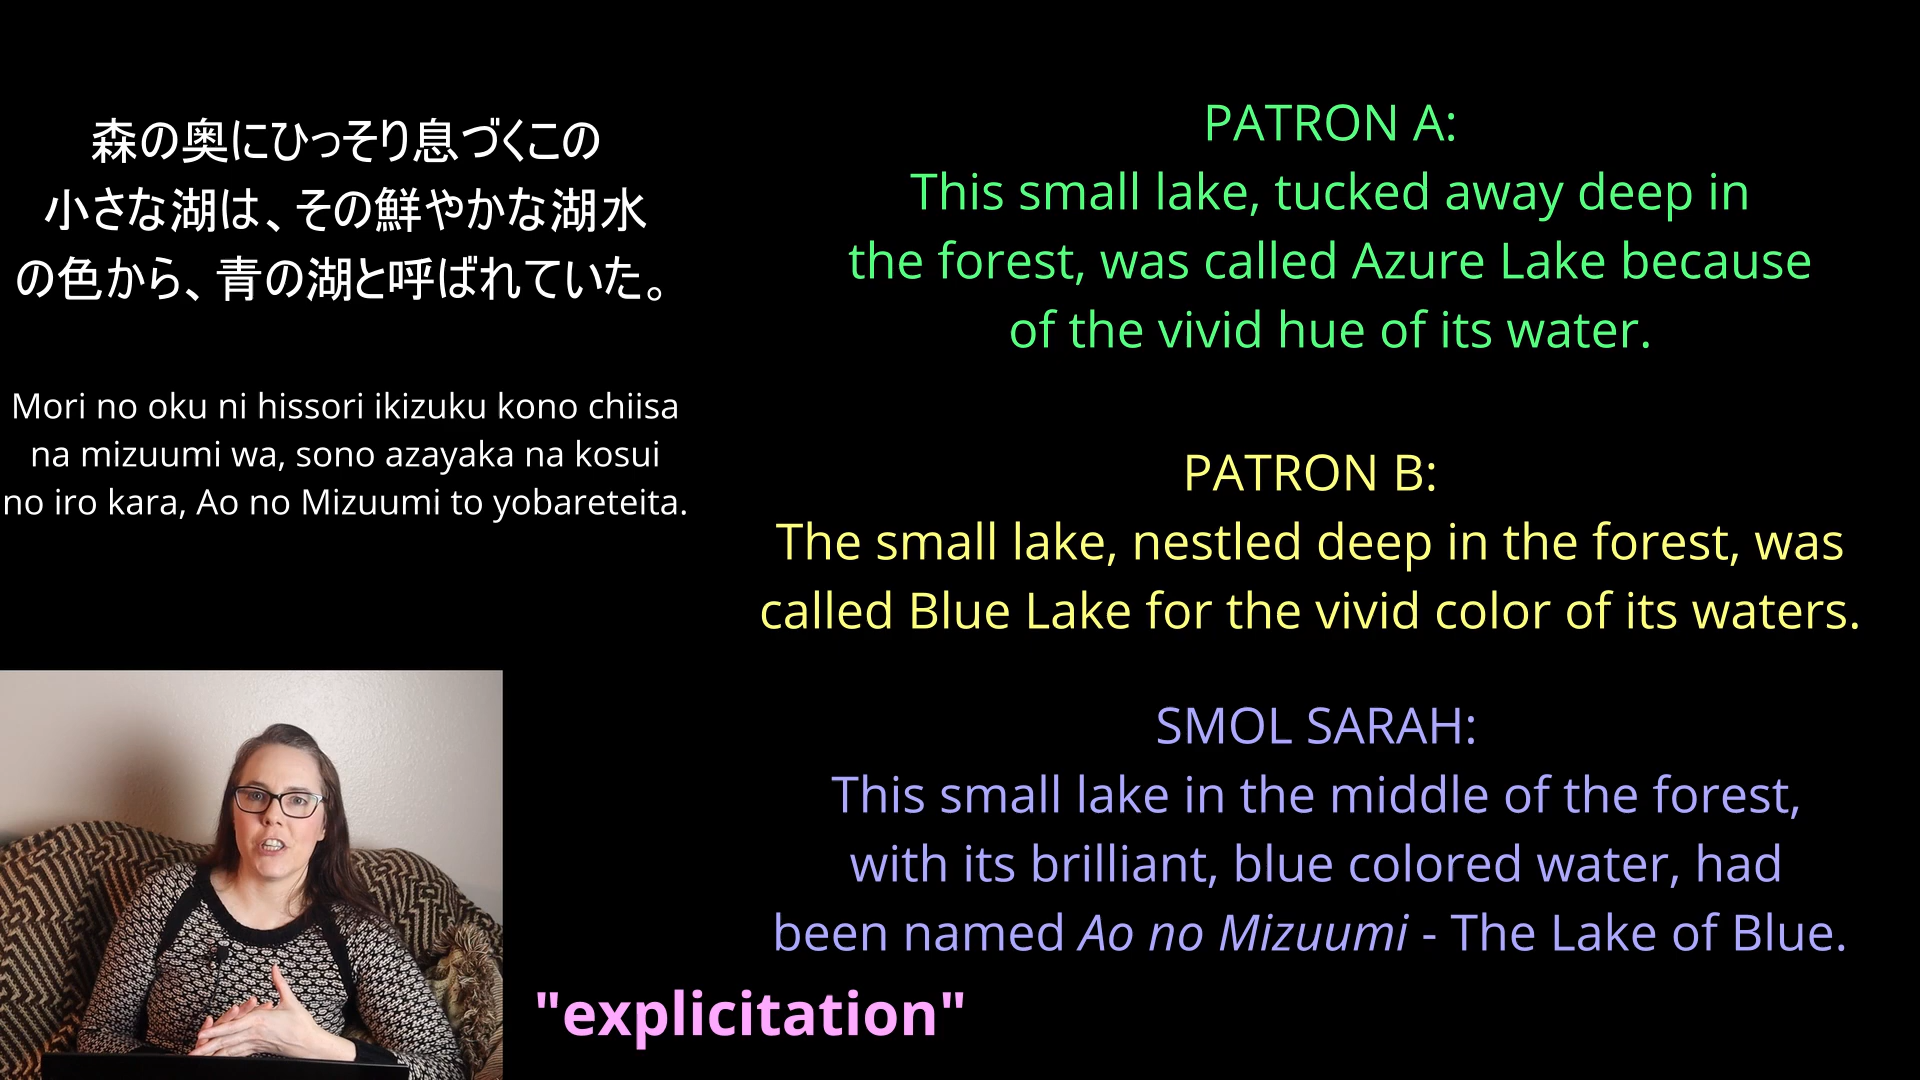 森の奥にひっそり息づくこの
小さな湖は、その鮮やかな湖水
の色から、青の湖と呼ばれていた。
Mori no oku ni hissori ikizuku kono chiisa
na mizuumi wa, sono azayaka na kosui
no iro kara, Ao no Mizuumi to yobareteita.
PATRON A:
This small lake, tucked away deep in
the forest, was called Azure Lake because
of the vivid hue of its water.
PATRON B:
The small lake, nestled deep in the forest, was
called Blue Lake for the vivid color of its waters.
SMOL SARAH:
This small lake in the middle of the forest,
with its brilliant, blue colored water, had
been named Ao no Mizuumi - The Lake of Blue.
"explicitation"